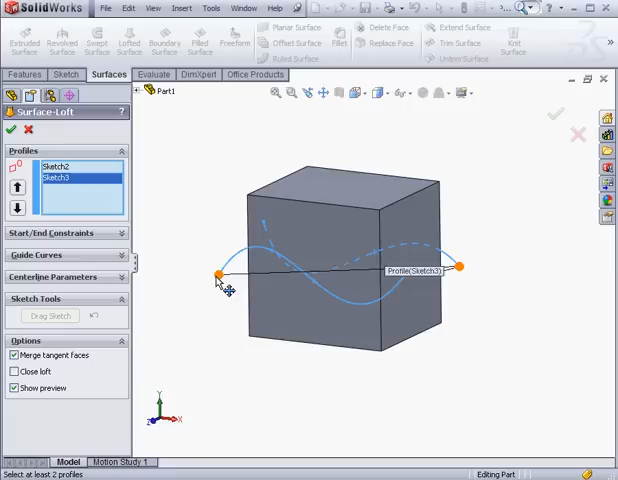 SolidWorks File Edit View Insert Tools Window Help
Extruded Surface
Revolved Surface
Swept Surface
Lofted Surface
Boundary Surface
Filled Surface
Freeform
Planar Surface
Offset Surface
Ruled Surface
Fillet
Delete Face
Replace Face
Extend Surface
Trim Surface
Untrim Surface
Knit Surface
Features Sketch Surfaces Evaluate DimXpert Office Products
Part1
Surface-Loft ?
Profiles
Sketch2
Sketch3
Start/End Constraints
Guide Curves
Centerline Parameters
Sketch Tools
Drag Sketch
Options
Merge tangent faces
Close loft
Show preview
Profile(Sketch3)
Y
Z X
Model Motion Study 1
Select at least 2 profiles Editing Part